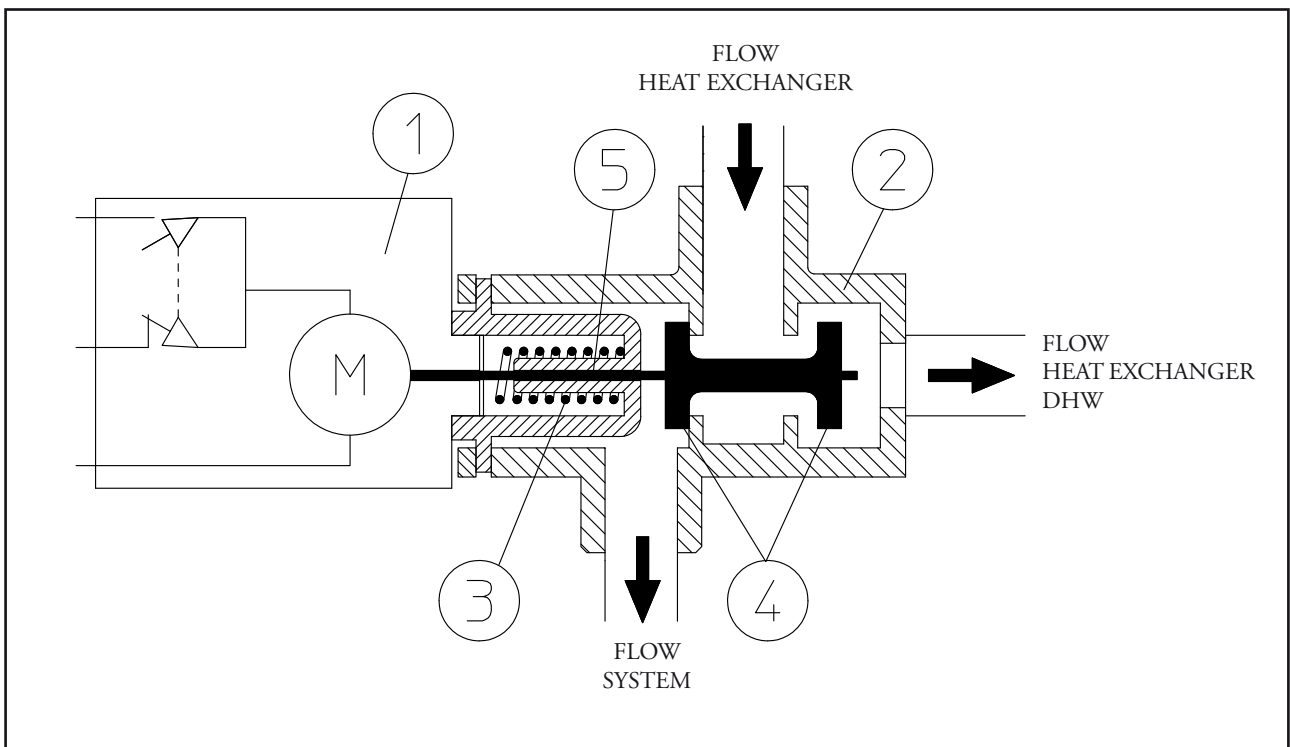 FLOW
HEAT EXCHANGER
1
5
2
M
FLOW
HEAT EXCHANGER
DHW
3
4
FLOW
SYSTEM